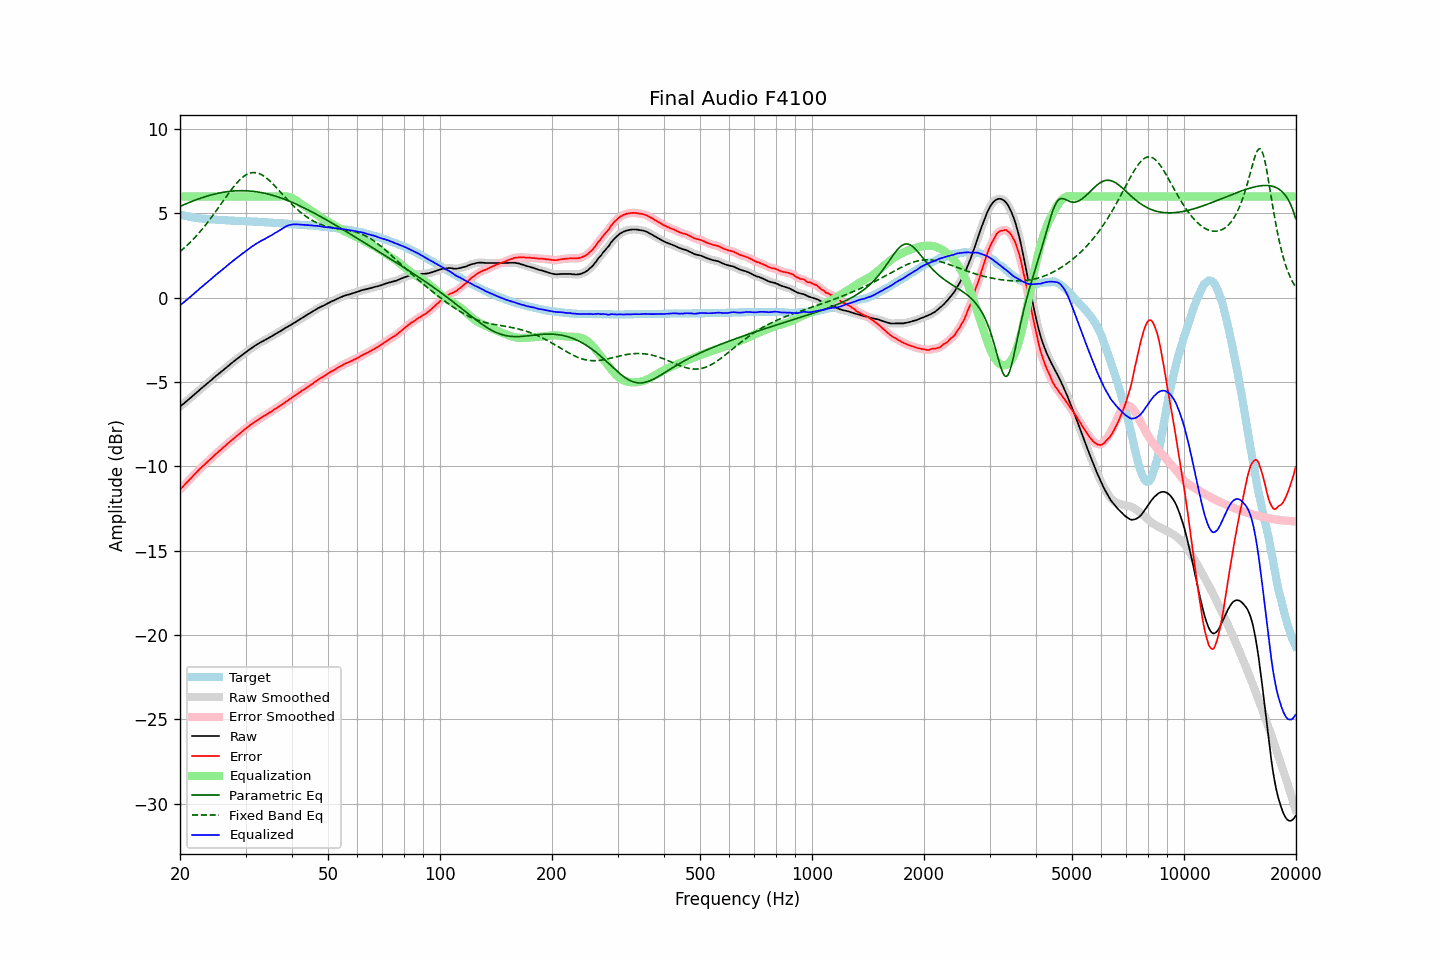 Final Audio F4100
10
5
0
−5
−10
−15
−20
−25
−30
Amplitude (dBr)
Target
Raw Smoothed
Error Smoothed
Raw
Error
Equalization
Parametric Eq
Fixed Band Eq
Equalized
20 50 100 200 500 1000 2000 5000 10000 20000
Frequency (Hz)